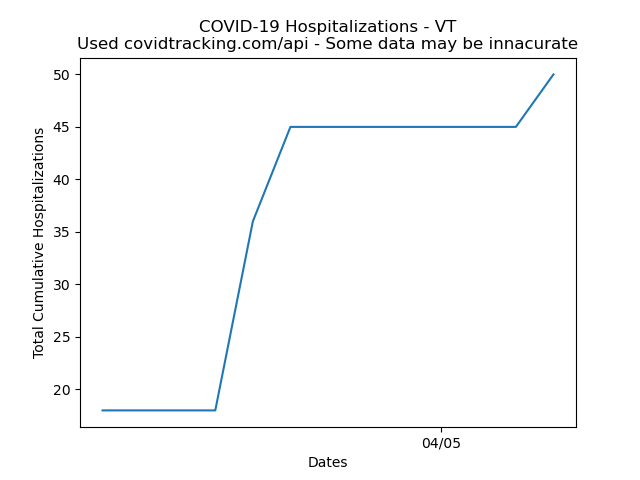 COVID-19 Hospitalizations - VT
Used covidtracking.com/api - Some data may be innacurate
Total Cumulative Hospitalizations
50
45
40
35
30
25
20
04/05
Dates